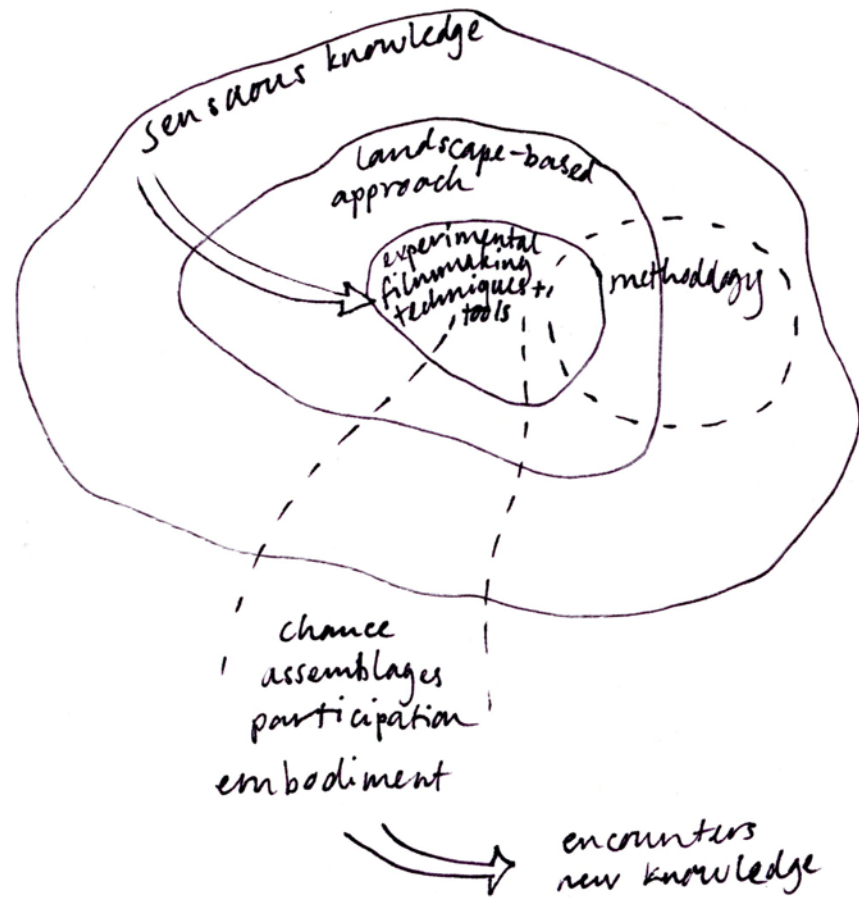 sensuous knowledge
landscape-based
approach
experimental
filmmaking
techniques +
tools
methodology
chance
assemblages
participation
embodiment
encounters
new knowledge